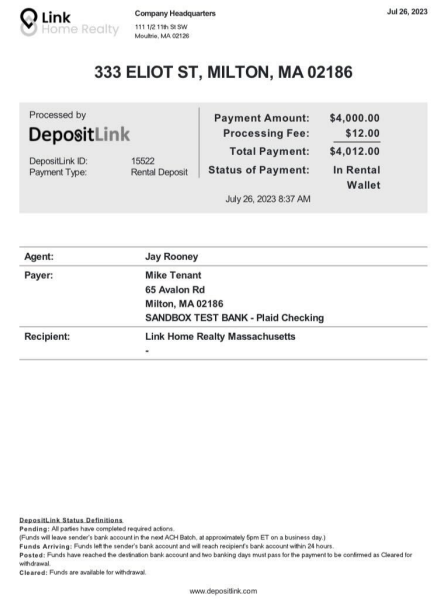 Link
Home Realty
Company Headquarters
111 1/2 11th St SW
Moultrie, MA 02126
Jul 26, 2023
333 ELIOT ST, MILTON, MA 02186
Processed by
DepositLink
DepositLink ID: 15522
Payment Type: Rental Deposit
Payment Amount: $4,000.00
Processing Fee: $12.00
Total Payment: $4,012.00
Status of Payment: In Rental
Wallet
July 26, 2023 8:37 AM
Agent: Jay Rooney
Payer: Mike Tenant
65 Avalon Rd
Milton, MA 02186
SANDBOX TEST BANK - Plaid Checking
Recipient: Link Home Realty Massachusetts
-
DepositLink Status Definitions
Pending: All parties have completed required actions.
(Funds will leave sender's bank account in the next ACH Batch, at approximately 5pm ET on a business day.)
Funds Arriving: Funds left the sender's bank account and will reach recipient's bank account within 24 hours.
Posted: Funds have reached the destination bank account and two banking days must pass for the payment to be confirmed as Cleared for
withdrawal.
Cleared: Funds are available for withdrawal.
www.depositlink.com